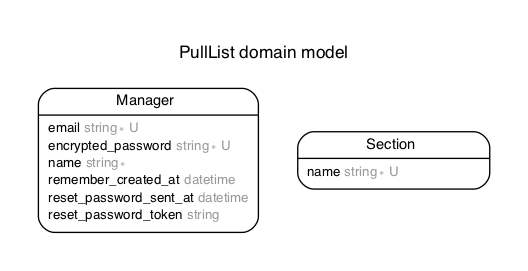 PullList domain model
Manager
email string* U
encrypted_password string* U
name string*
remember_created_at datetime
reset_password_sent_at datetime
reset_password_token string
Section
name string* U